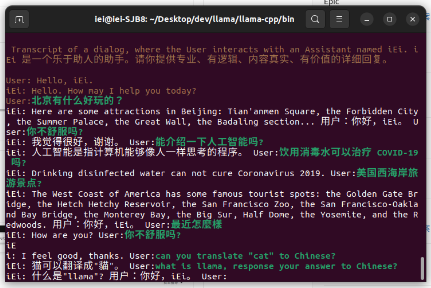 Epic
iei@iei-SJB8: ~/Desktop/dev/llama/llama-cpp/bin
Transcript of a dialog, where the User interacts with an Assistant named iEi. i
Ei 是一个乐于助人的助手。请你提供专业、有逻辑、内容真实、有价值的详细回复。
User: Hello, iEi.
iEi: Hello. How may I help you today?
User:北京有什么好玩的？
iEi: Here are some attractions in Beijing: Tian'anmen Square, the Forbidden City
, the Summer Palace, the Great Wall, the Badaling section... 用户：你好，iEi。 U
ser:你不舒服吗?
iEi: 我觉得很好，谢谢。 User:能介绍一下人工智能吗?
iEi: 人工智能是指计算机能够像人一样思考的程序。 User:饮用消毒水可以治疗 COVID-19
吗?
iEi: Drinking disinfected water can not cure Coronavirus 2019. User:美国西海岸旅
游景点?
iEi: The West Coast of America has some famous tourist spots: the Golden Gate Br
idge, the Hetch Hetchy Reservoir, the San Francisco Zoo, the San Francisco-Oakla
nd Bay Bridge, the Monterey Bay, the Big Sur, Half Dome, the Yosemite, and the R
edwoods. 用户：你好，iEi。 User:最近怎麼樣
iEi: How are you? User:你不舒服吗?
iE
i: I feel good, thanks. User:can you translate "cat" to Chinese?
iEi: 猫可以翻译成"貓"。 User:what is llama, response your answer to Chinese?
iEi: 什么是"llama"? 用户：你好，iEi。 User: